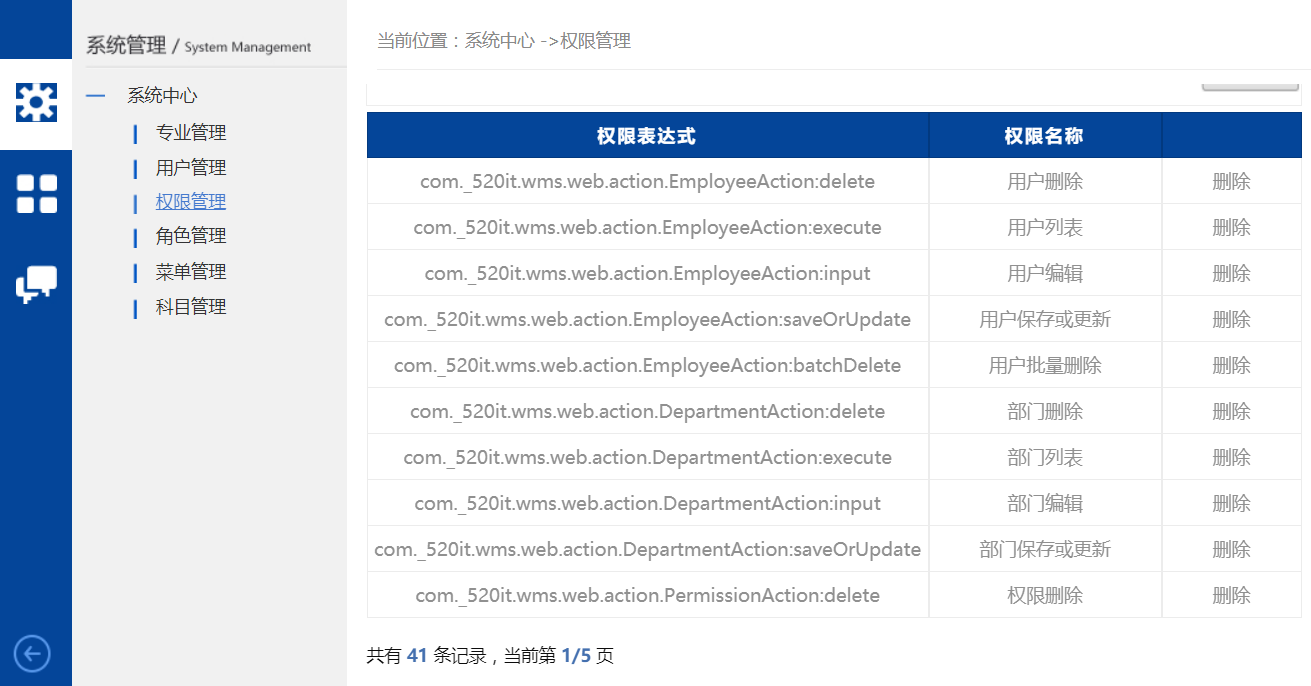 系统管理 / System Management
系统中心
专业管理
用户管理
权限管理
角色管理
菜单管理
科目管理
当前位置：系统中心 ->权限管理
权限表达式 权限名称
com._520it.wms.web.action.EmployeeAction:delete 用户删除 删除
com._520it.wms.web.action.EmployeeAction:execute 用户列表 删除
com._520it.wms.web.action.EmployeeAction:input 用户编辑 删除
com._520it.wms.web.action.EmployeeAction:saveOrUpdate 用户保存或更新 删除
com._520it.wms.web.action.EmployeeAction:batchDelete 用户批量删除 删除
com._520it.wms.web.action.DepartmentAction:delete 部门删除 删除
com._520it.wms.web.action.DepartmentAction:execute 部门列表 删除
com._520it.wms.web.action.DepartmentAction:input 部门编辑 删除
com._520it.wms.web.action.DepartmentAction:saveOrUpdate 部门保存或更新 删除
com._520it.wms.web.action.PermissionAction:delete 权限删除 删除
共有 41 条记录，当前第 1/5 页